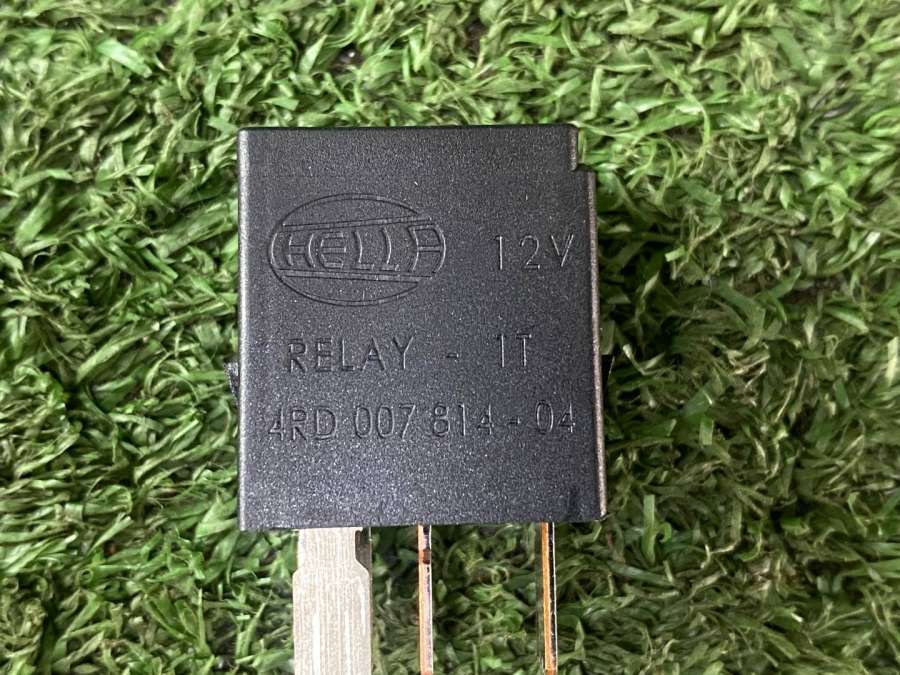 HELLA 12V
RELAY - 1T
4RD 007 814-04